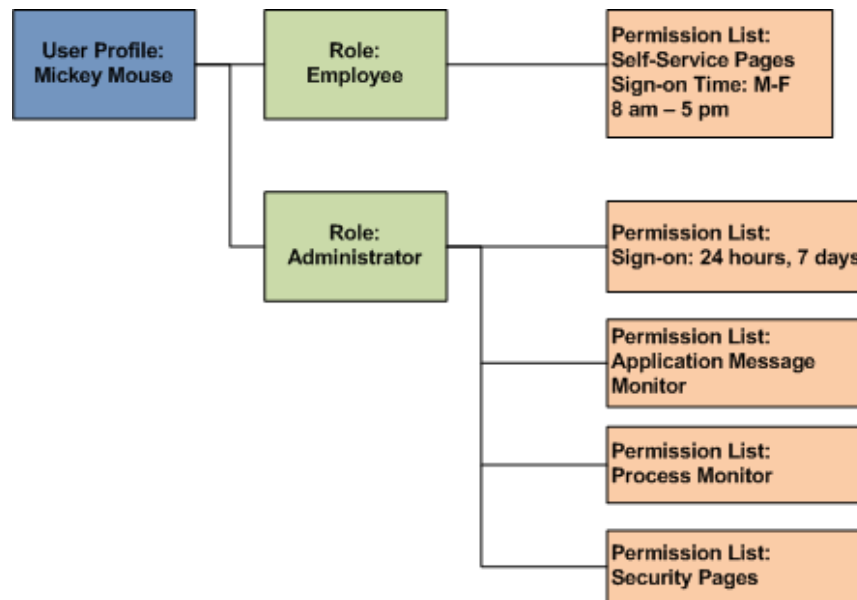 User Profile:
Mickey Mouse
Role:
Employee
Permission List:
Self-Service Pages
Sign-on Time: M-F
8 am – 5 pm
Role:
Administrator
Permission List:
Sign-on: 24 hours, 7 days
Permission List:
Application Message
Monitor
Permission List:
Process Monitor
Permission List:
Security Pages